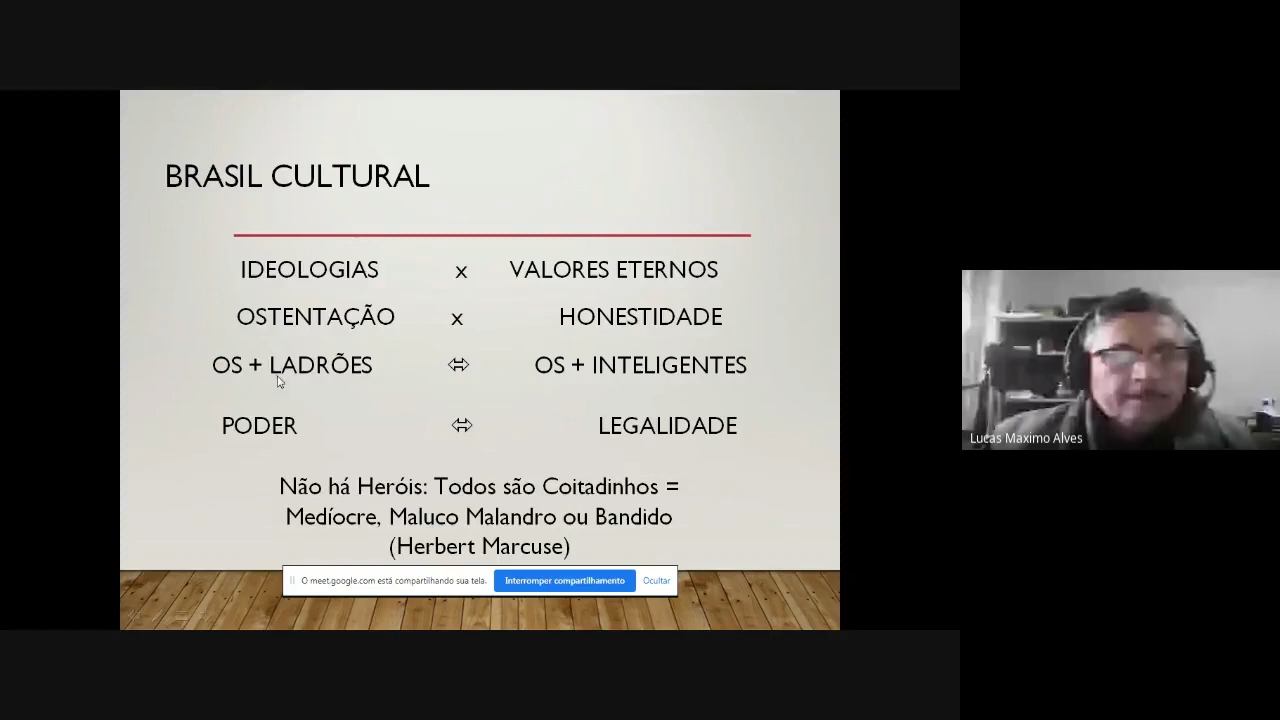 BRASIL CULTURAL
IDEOLOGIAS x VALORES ETERNOS
OSTENTAÇÃO x HONESTIDADE
OS + LADRÕES ⬄ OS + INTELIGENTES
PODER ⬄ LEGALIDADE
Não há Heróis: Todos são Coitadinhos =
Medíocre, Maluco Malandro ou Bandido
(Herbert Marcuse)
O meet.google.com está compartilhando sua tela. Interromper compartilhamento Ocultar
Lucas Maximo Alves